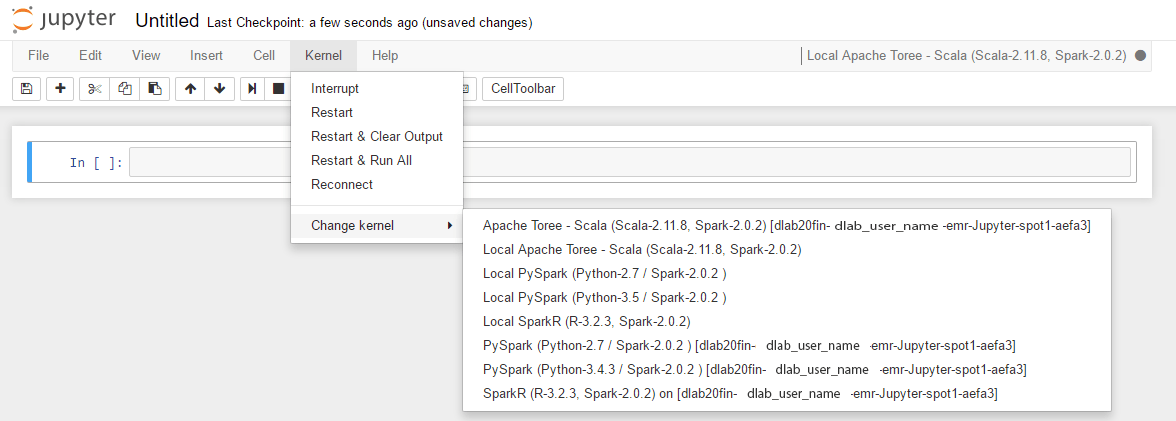 jupyter Untitled Last Checkpoint: a few seconds ago (unsaved changes)
File Edit View Insert Cell Kernel Help Local Apache Toree - Scala (Scala-2.11.8, Spark-2.0.2)
CellToolbar
Interrupt
Restart
Restart & Clear Output
In [ ]: Restart & Run All
Reconnect
Change kernel
Apache Toree - Scala (Scala-2.11.8, Spark-2.0.2) [dlab20fin- dlab_user_name -emr-Jupyter-spot1-aefa3]
Local Apache Toree - Scala (Scala-2.11.8, Spark-2.0.2)
Local PySpark (Python-2.7 / Spark-2.0.2 )
Local PySpark (Python-3.5 / Spark-2.0.2 )
Local SparkR (R-3.2.3, Spark-2.0.2)
PySpark (Python-2.7 / Spark-2.0.2 ) [dlab20fin- dlab_user_name -emr-Jupyter-spot1-aefa3]
PySpark (Python-3.4.3 / Spark-2.0.2 ) [dlab20fin- dlab_user_name -emr-Jupyter-spot1-aefa3]
SparkR (R-3.2.3, Spark-2.0.2) on [dlab20fin- dlab_user_name -emr-Jupyter-spot1-aefa3]